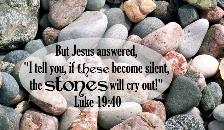 But Jesus answered,
"I tell you, if these become silent,
the stones will cry out!"
Luke 19:40